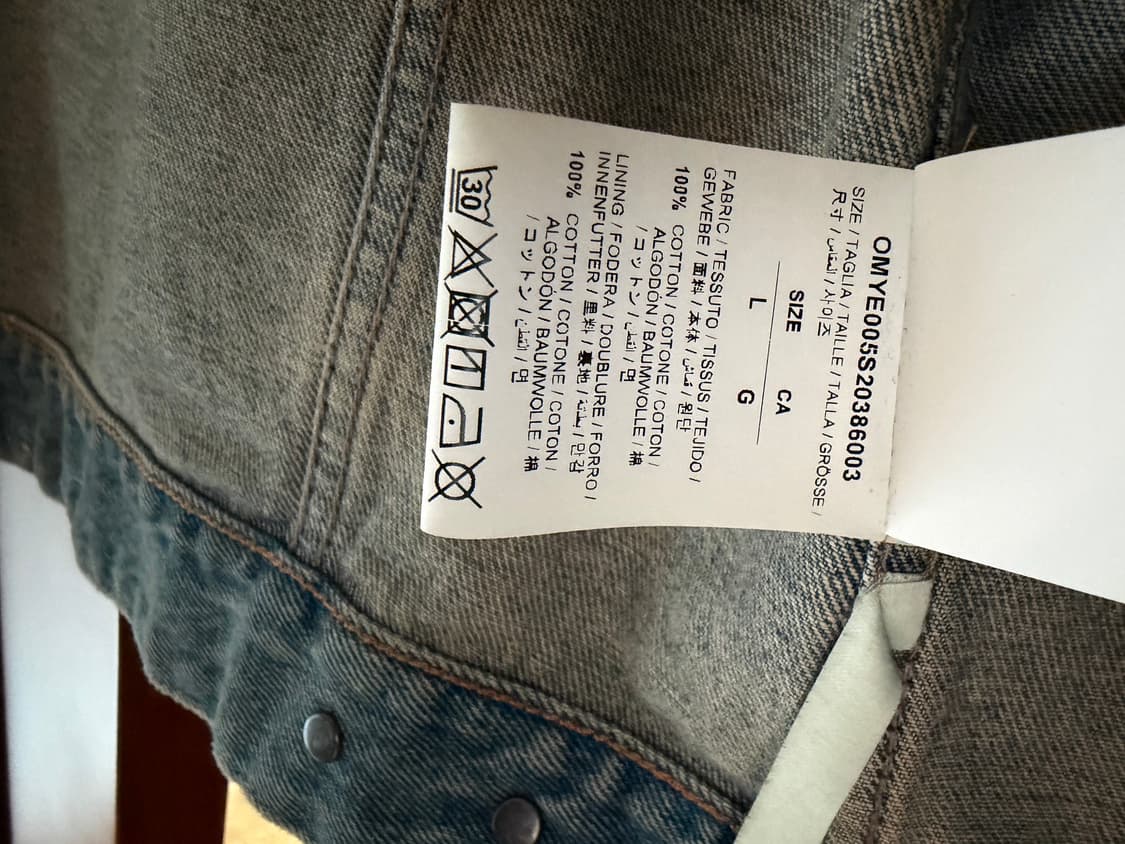 OMYE005S20386003
SIZE / TAGLIA / TAILLE / TALLA / GRÖSSE /
尺寸 / المقاس / 사이즈
SIZE CA
L G
FABRIC / TESSUTO / TISSUS / TEJIDO /
GEWEBE / 面料 / 本体 / قماش / 원단
100% COTTON / COTONE / COTON /
ALGODÓN / BAUMWOLLE / 棉
/ コットン / القطن / 면
LINING / FODERA / DOUBLURE / FORRO /
INNENFUTTER / 里料 / 裏地 / بطانة / 안감
100% COTTON / COTONE / COTON /
ALGODÓN / BAUMWOLLE / 棉
/ コットン / القطن / 면
30